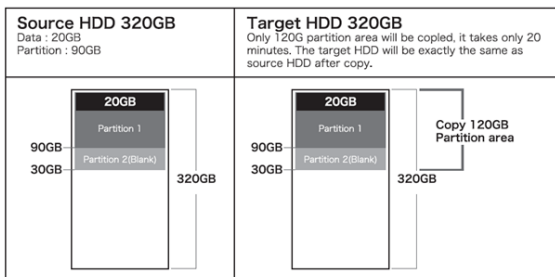 Source HDD 320GB
Data : 20GB
Partition : 90GB
Target HDD 320GB
Only 120G partition area will be copled, it takes only 20
minutes. The target HDD will be exactly the same as
source HDD after copy.
20GB
Partition 1
90GB
Partition 2(Blank)
30GB
320GB
20GB
Partition 1
90GB
Partition 2(Blank)
30GB
320GB
Copy 120GB
Partition area